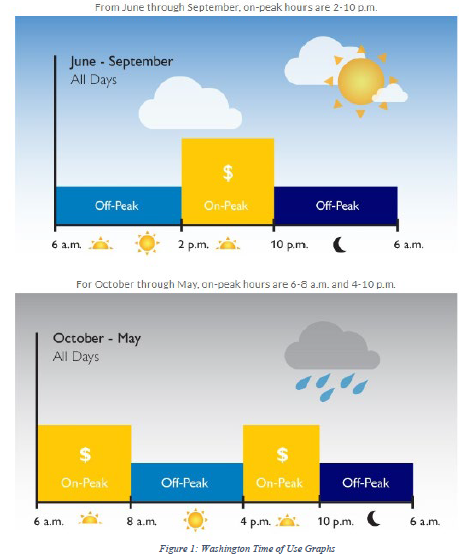 From June through September, on-peak hours are 2-10 p.m.
June - September
All Days
$
Off-Peak On-Peak Off-Peak
6 a.m. 2 p.m. 10 p.m. 6 a.m.
For October through May, on-peak hours are 6-8 a.m. and 4-10 p.m.
October - May
All Days
$ $
On-Peak Off-Peak On-Peak Off-Peak
6 a.m. 8 a.m. 4 p.m. 10 p.m. 6 a.m.
Figure 1: Washington Time of Use Graphs